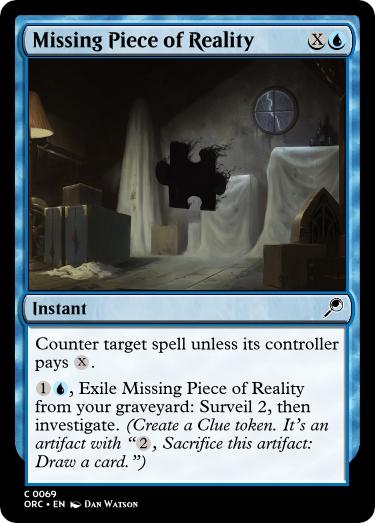 Missing Piece of Reality X
Instant
Counter target spell unless its controller
pays X.
1, Exile Missing Piece of Reality
from your graveyard: Surveil 2, then
investigate. (Create a Clue token. It's an
artifact with “2, Sacrifice this artifact:
Draw a card.”)
C 0069
ORC • EN Dan Watson